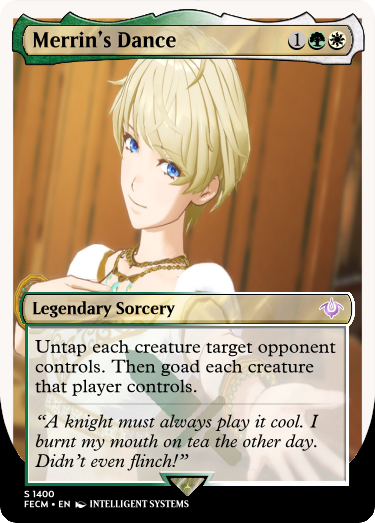 Merrin's Dance 1
Legendary Sorcery
Untap each creature target opponent
controls. Then goad each creature
that player controls.
“A knight must always play it cool. I
burnt my mouth on tea the other day.
Didn't even flinch!”
S 1400
FECM • EN INTELLIGENT SYSTEMS